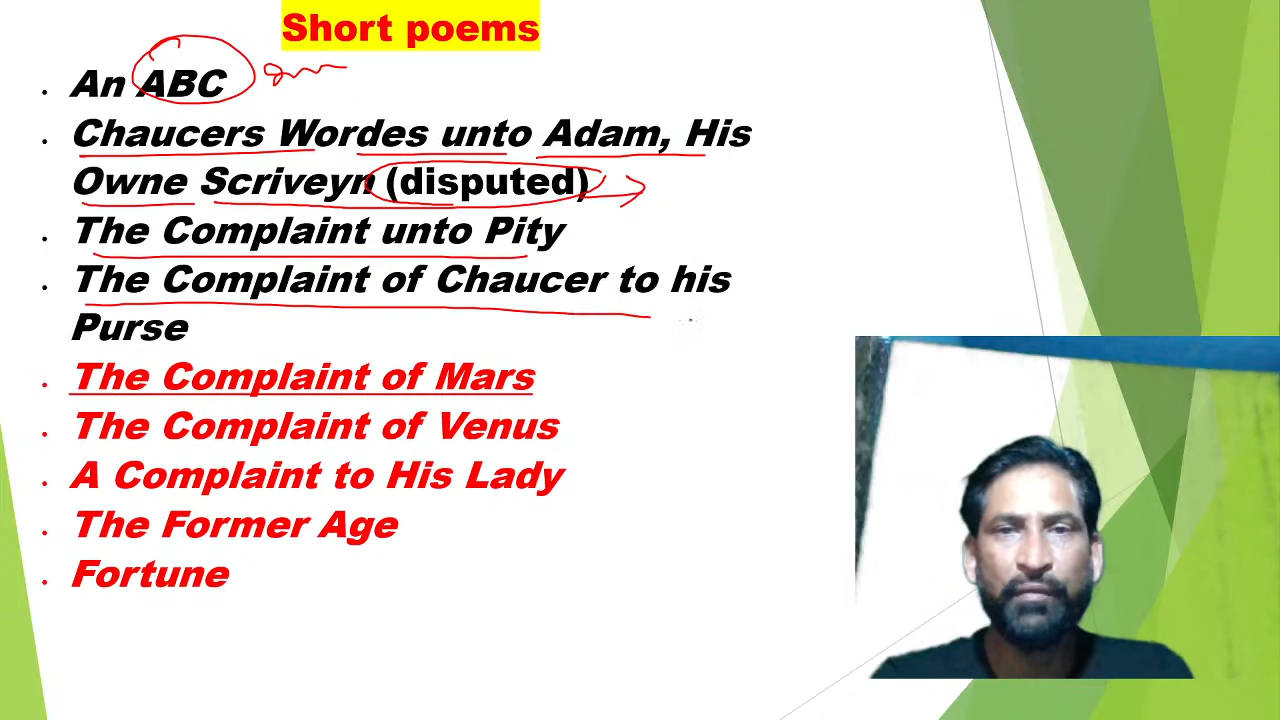 Short poems
An ABC
Chaucers Wordes unto Adam, His
Owne Scriveyn (disputed)
The Complaint unto Pity
The Complaint of Chaucer to his
Purse
The Complaint of Mars
The Complaint of Venus
A Complaint to His Lady
The Former Age
Fortune